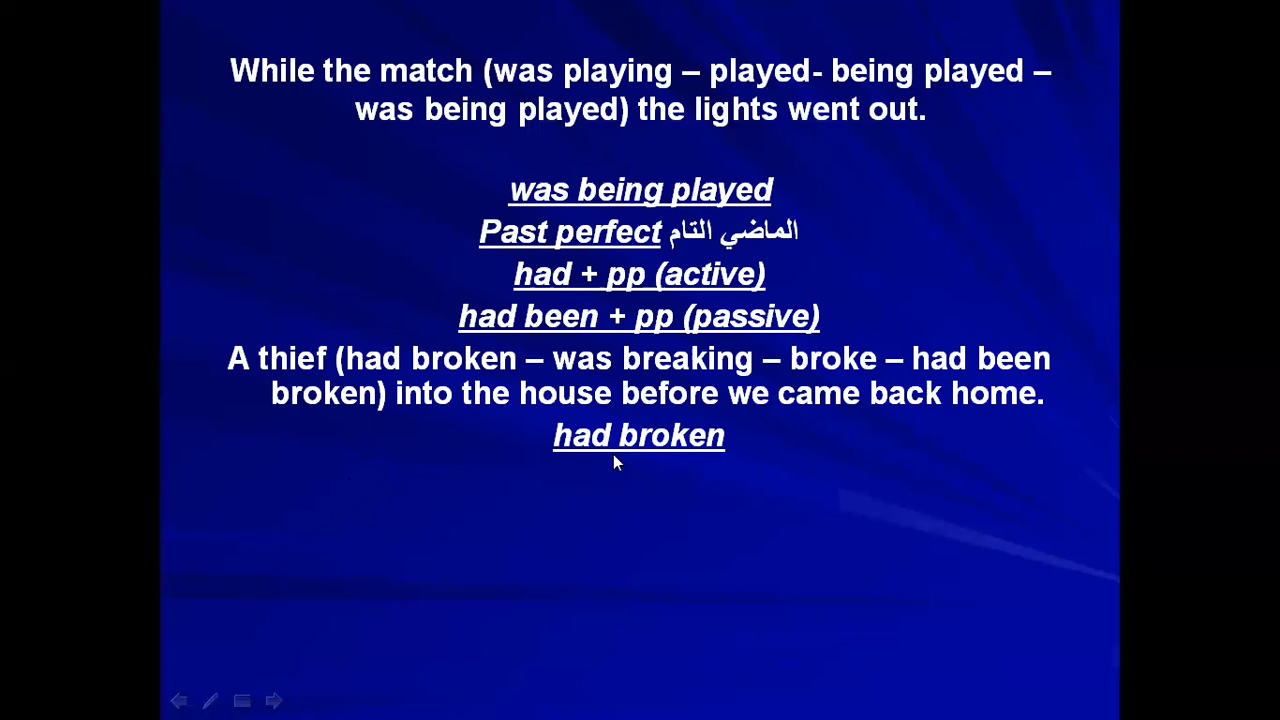 While the match (was playing – played- being played –
was being played) the lights went out.
was being played
Past perfect الماضي التام
had + pp (active)
had been + pp (passive)
A thief (had broken – was breaking – broke – had been
broken) into the house before we came back home.
had broken